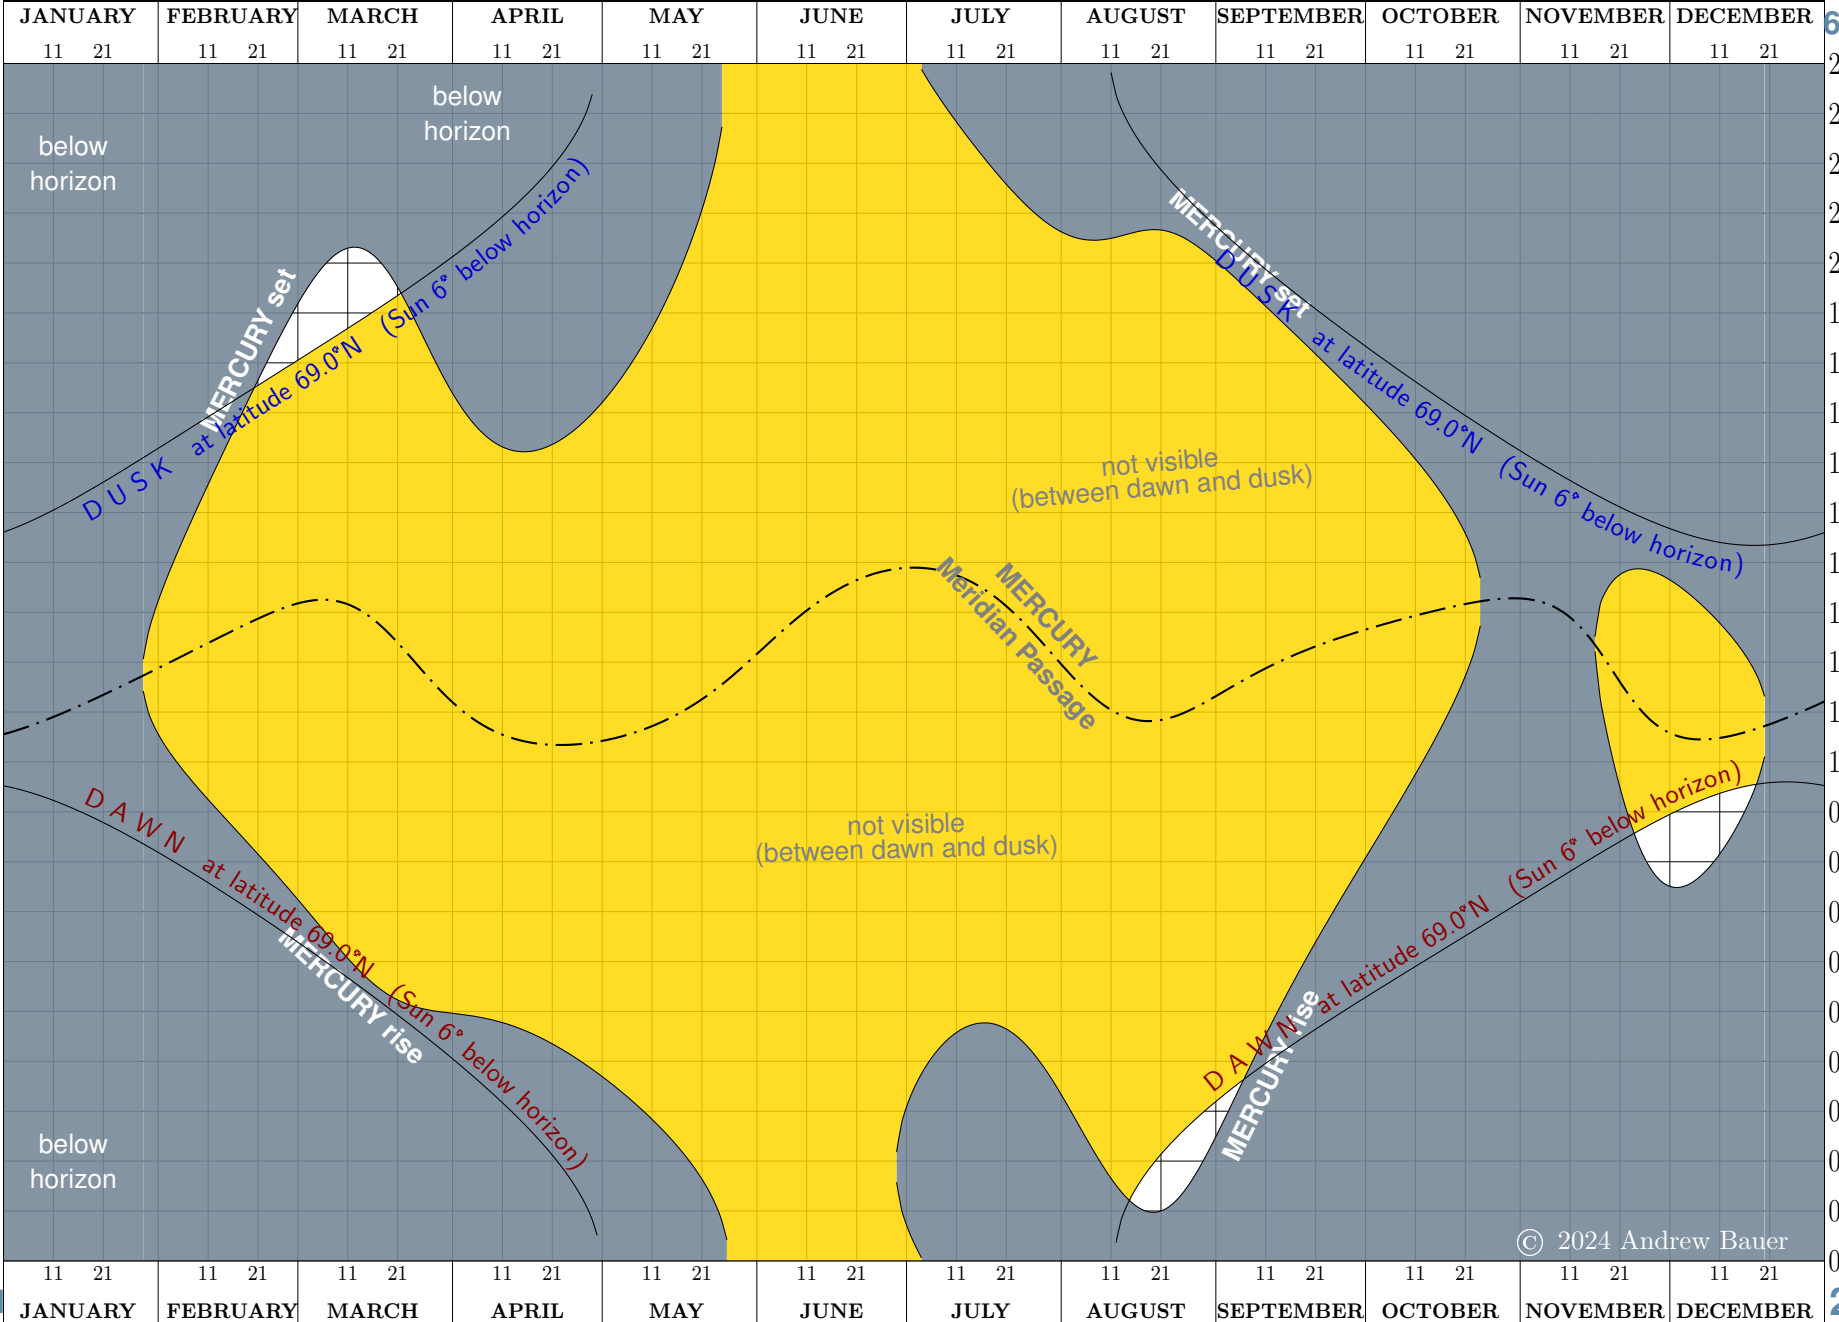 JANUARY FEBRUARY MARCH APRIL MAY JUNE JULY AUGUST SEPTEMBER OCTOBER NOVEMBER DECEMBER
11 21 11 21 11 21 11 21 11 21 11 21 11 21 11 21 11 21 11 21 11 21 11 21
below
horizon
below
horizon
MERCURY set
DUSK at latitude 69.0°N (Sun 6° below horizon)
MERCURY set
DUSK at latitude 69.0°N (Sun 6° below horizon)
not visible
(between dawn and dusk)
MERCURY
Meridian Passage
not visible
(between dawn and dusk)
DAWN at latitude 69.0°N (Sun 6° below horizon)
MERCURY rise
DAWN at latitude 69.0°N (Sun 6° below horizon)
MERCURY rise
below
horizon
© 2024 Andrew Bauer
11 21 11 21 11 21 11 21 11 21 11 21 11 21 11 21 11 21 11 21 11 21 11 21
JANUARY FEBRUARY MARCH APRIL MAY JUNE JULY AUGUST SEPTEMBER OCTOBER NOVEMBER DECEMBER